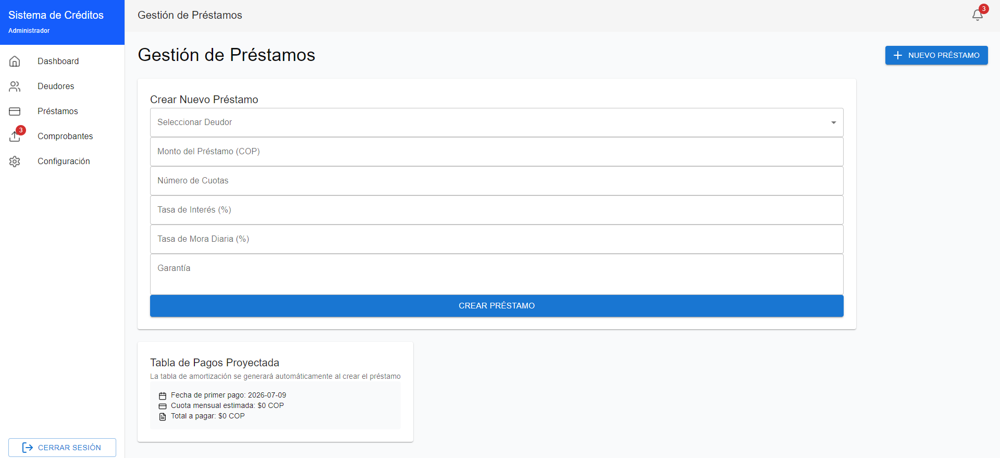 Sistema de Créditos
Administrador
Dashboard
Deudores
Préstamos
3
Comprobantes
Configuración
CERRAR SESIÓN
Gestión de Préstamos
3
Gestión de Préstamos
NUEVO PRÉSTAMO
Crear Nuevo Préstamo
Seleccionar Deudor
Monto del Préstamo (COP)
Número de Cuotas
Tasa de Interés (%)
Tasa de Mora Diaria (%)
Garantía
CREAR PRÉSTAMO
Tabla de Pagos Proyectada
La tabla de amortización se generará automáticamente al crear el préstamo
Fecha de primer pago: 2026-07-09
Cuota mensual estimada: $0 COP
Total a pagar: $0 COP